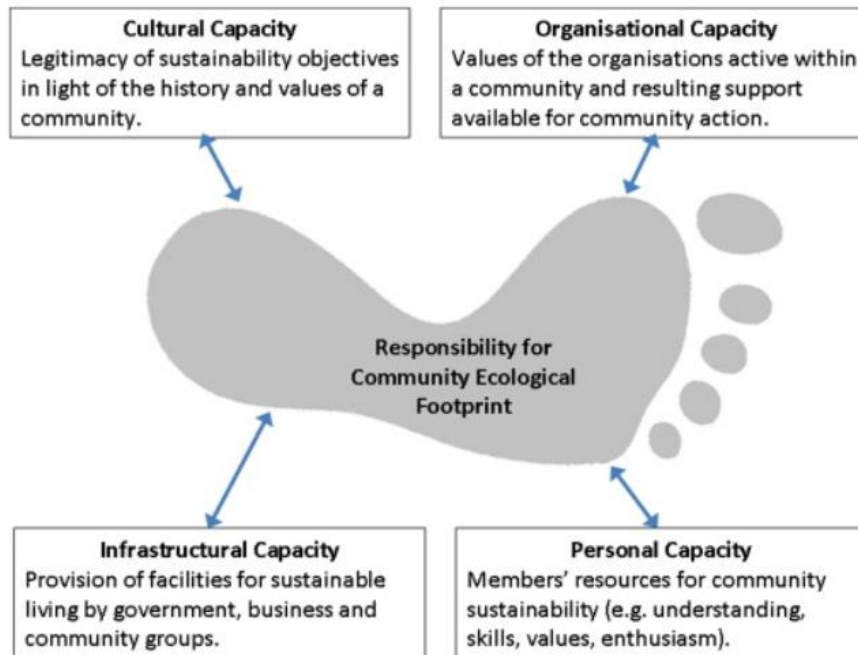 Cultural Capacity
Legitimacy of sustainability objectives
in light of the history and values of a
community.
Organisational Capacity
Values of the organisations active within
a community and resulting support
available for community action.
Responsibility for
Community Ecological
Footprint
Infrastructural Capacity
Provision of facilities for sustainable
living by government, business and
community groups.
Personal Capacity
Members' resources for community
sustainability (e.g. understanding,
skills, values, enthusiasm).